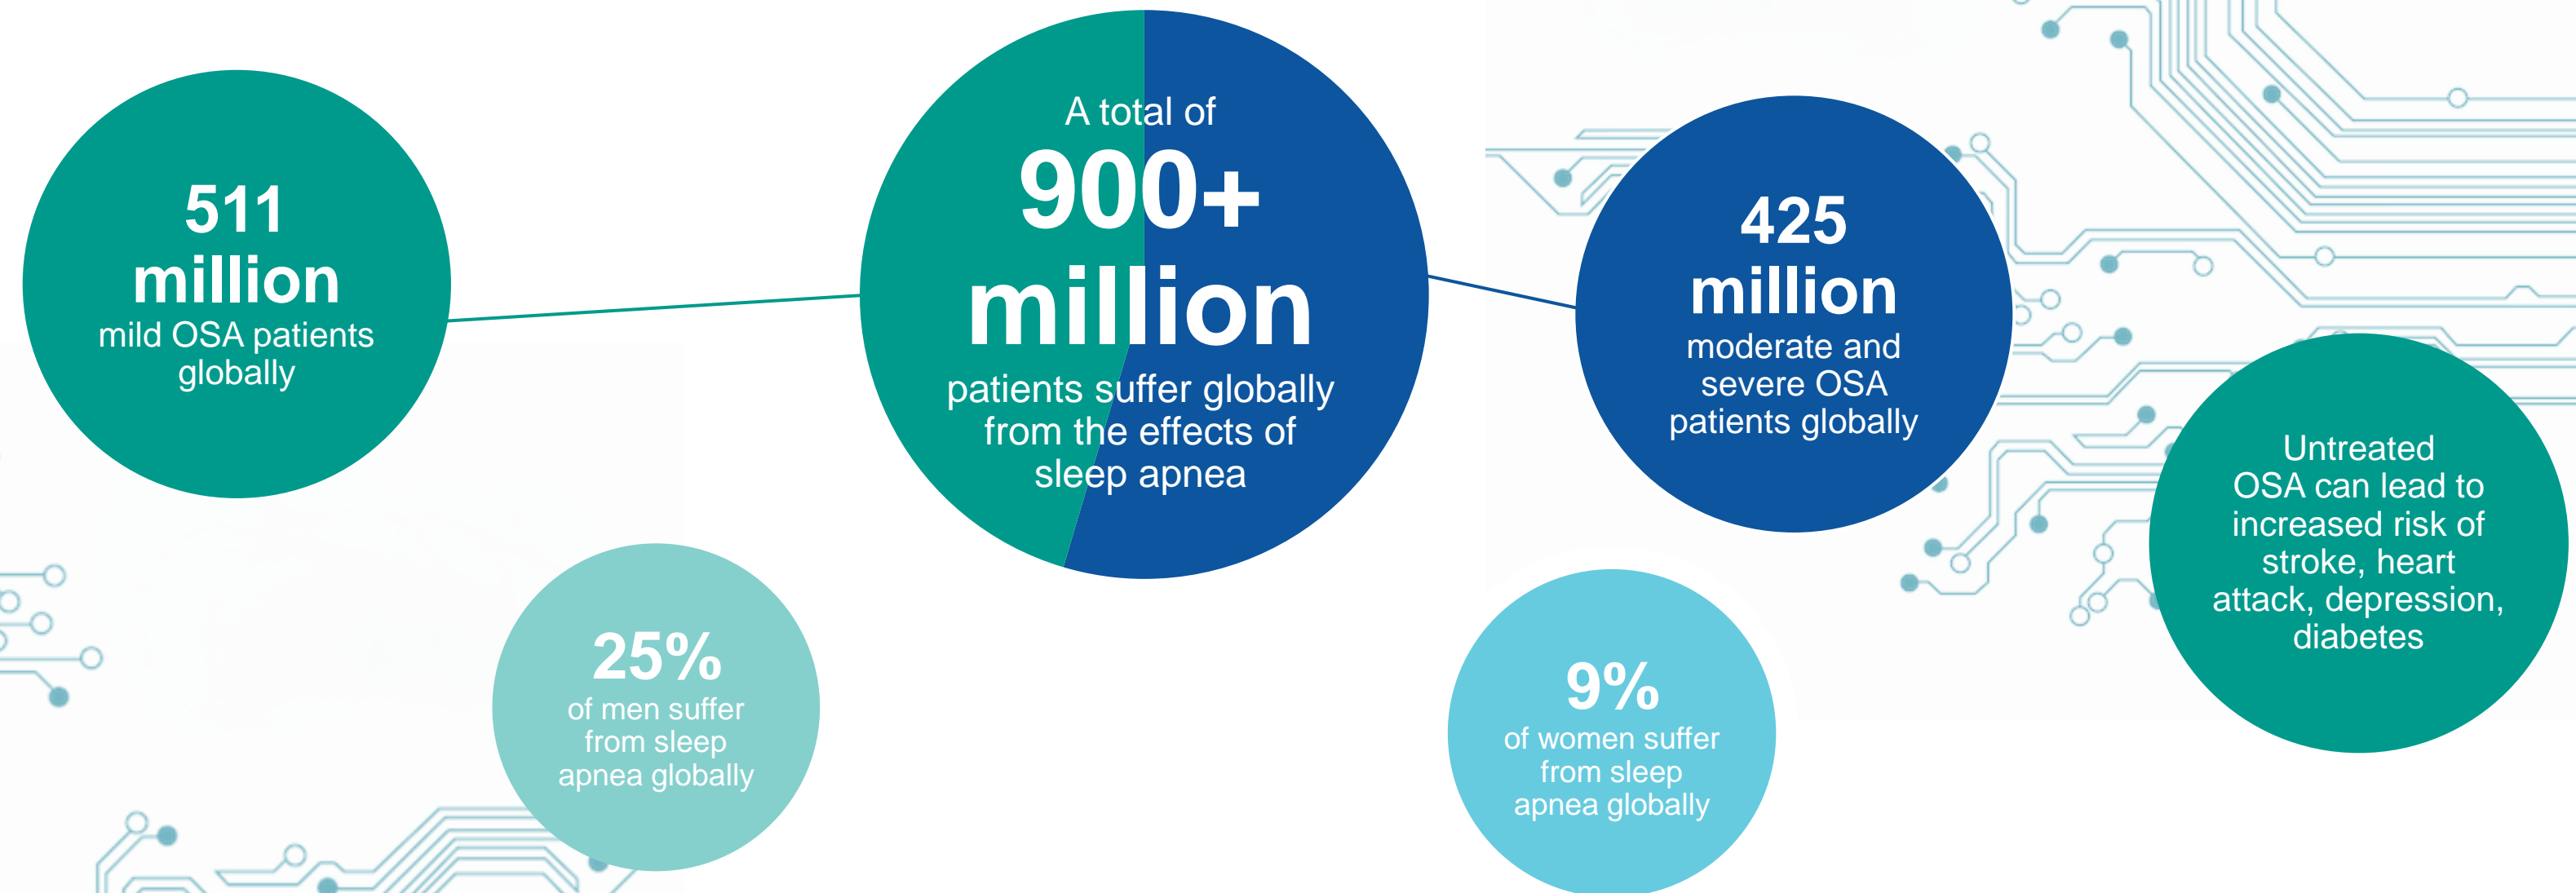 511
million
mild OSA patients
globally
A total of
900+
million
patients suffer globally
from the effects of
sleep apnea
425
million
moderate and
severe OSA
patients globally
Untreated
OSA can lead to
increased risk of
stroke, heart
attack, depression,
diabetes
25%
of men suffer
from sleep
apnea globally
9%
of women suffer
from sleep
apnea globally